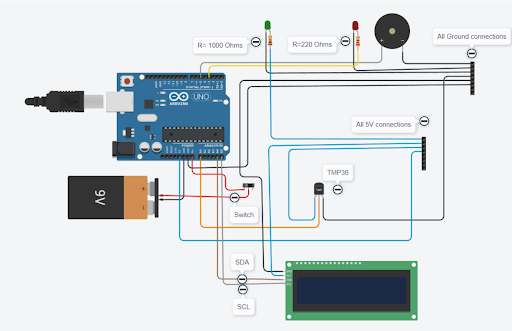 R= 1000 Ohms
R=220 Ohms
All Ground connections
All 5V connections
ARDUINO
UNO
9V
Switch
TMP36
SDA
SCL